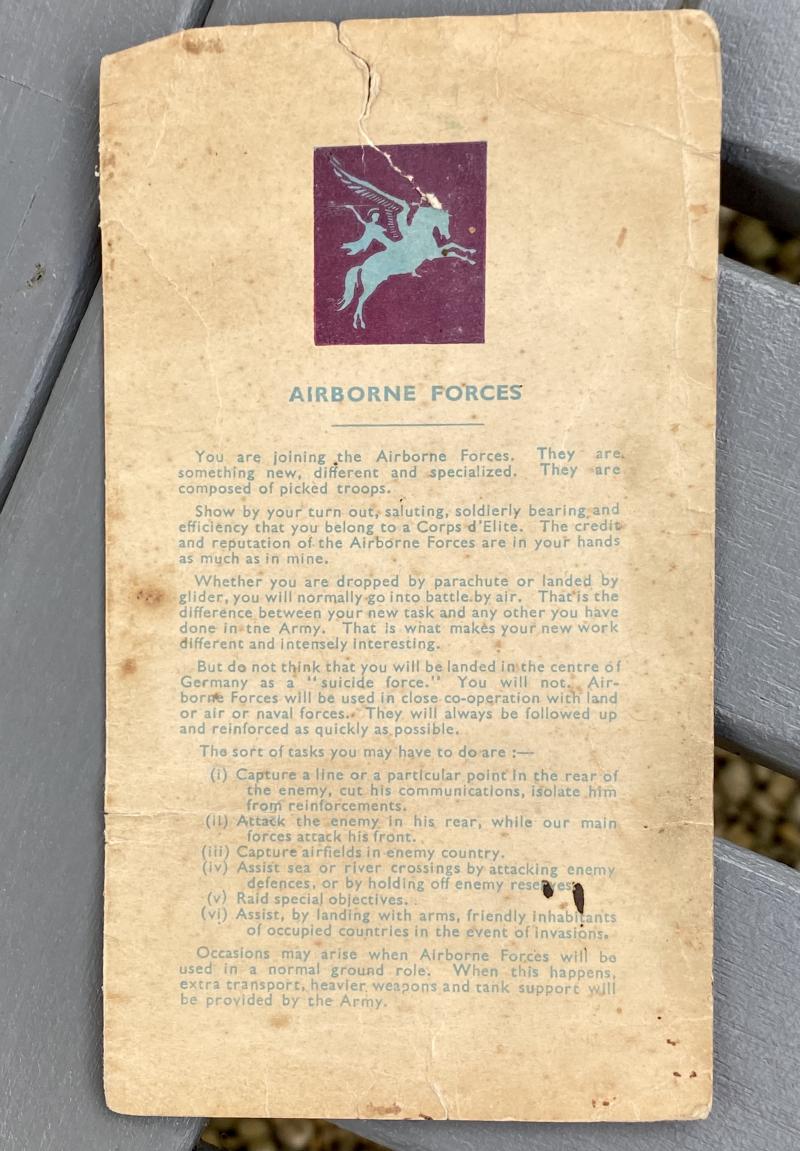 AIRBORNE FORCES
You are joining the Airborne Forces. They are
something new, different and specialized. They are
composed of picked troops.
Show by your turn out, saluting, soldierly bearing and
efficiency that you belong to a Corps d'Elite. The credit
and reputation of the Airborne Forces are in your hands
as much as in mine.
Whether you are dropped by parachute or landed by
glider, you will normally go into battle by air. That is the
difference between your new task and any other you have
done in the Army. That is what makes your new work
different and intensely interesting.
But do not think that you will be landed in the centre of
Germany as a "suicide force." You will not. Air-
borne Forces will be used in close co-operation with land
or air or naval forces. They will always be followed up
and reinforced as quickly as possible.
The sort of tasks you may have to do are :—
(i) Capture a line or a particular point in the rear of
the enemy, cut his communications, isolate him
from reinforcements.
(ii) Attack the enemy in his rear, while our main
forces attack his front.
(iii) Capture airfields in enemy country.
(iv) Assist sea or river crossings by attacking enemy
defences, or by holding off enemy reserves.
(v) Raid special objectives.
(vi) Assist, by landing with arms, friendly inhabitants
of occupied countries in the event of invasions.
Occasions may arise when Airborne Forces will be
used in a normal ground role. When this happens,
extra transport, heavier weapons and tank support will
be provided by the Army.